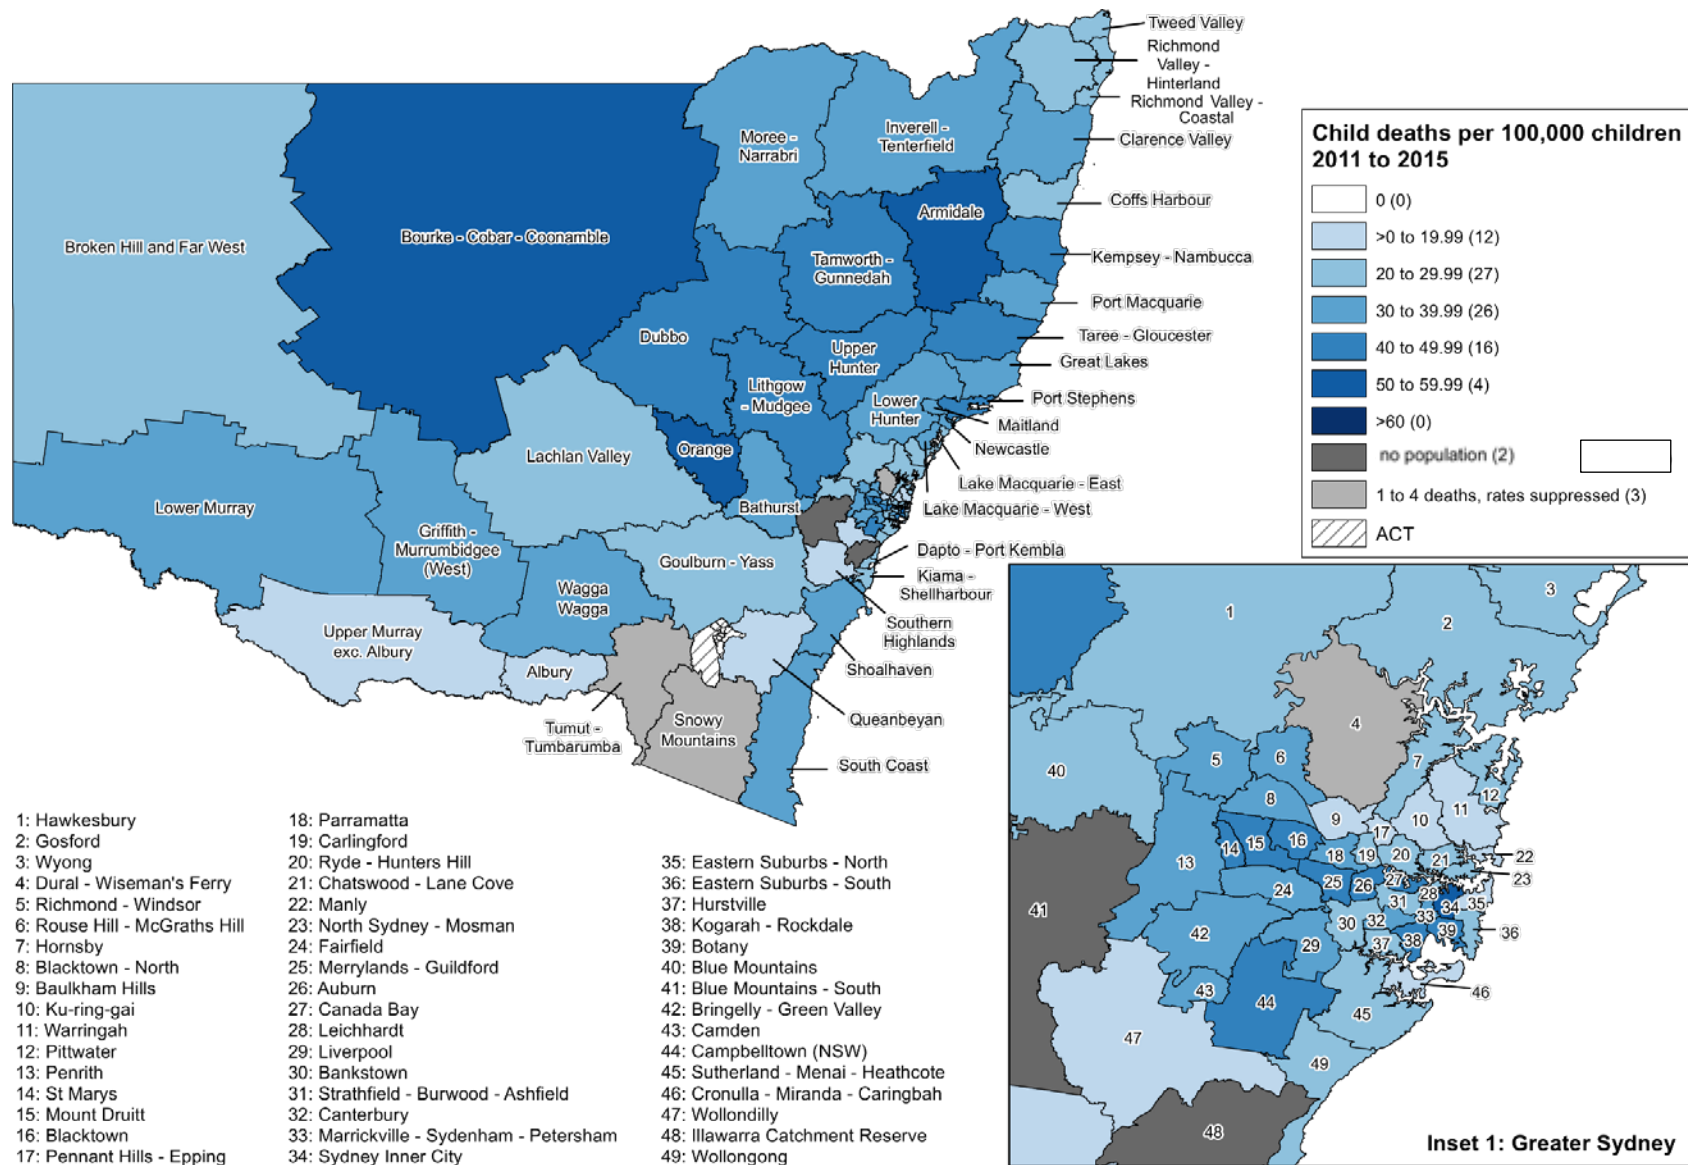 Tweed Valley
Richmond
Valley -
Hinterland
Richmond Valley -
Coastal
Clarence Valley
Coffs Harbour
Kempsey - Nambucca
Port Macquarie
Taree - Gloucester
Great Lakes
Port Stephens
Maitland
Newcastle
Lake Macquarie - East
Lake Macquarie - West
Dapto - Port Kembla
Kiama -
Shellharbour
Southern
Highlands
Shoalhaven
Queanbeyan
South Coast
Broken Hill and Far West
Bourke - Cobar - Coonamble
Moree -
Narrabri
Inverell -
Tenterfield
Armidale
Tamworth -
Gunnedah
Dubbo
Upper
Hunter
Lithgow
- Mudgee
Lower
Hunter
Orange
Lachlan Valley
Bathurst
Lower Murray
Griffith -
Murrumbidgee
(West)
Goulburn - Yass
Wagga
Wagga
Upper Murray
exc. Albury
Albury
Tumut -
Tumbarumba
Snowy
Mountains
Child deaths per 100,000 children
2011 to 2015
0 (0)
>0 to 19.99 (12)
20 to 29.99 (27)
30 to 39.99 (26)
40 to 49.99 (16)
50 to 59.99 (4)
>60 (0)
no population (2)
1 to 4 deaths, rates suppressed (3)
ACT
1
2
3
4
5
6
7
8
9
10
11
12
13
14
15
16
17
18
19
20
21
22
23
24
25
26
27
28
29
30
31
32
33
34
35
36
37
38
39
40
41
42
43
44
45
46
47
48
49
Inset 1: Greater Sydney
1: Hawkesbury
2: Gosford
3: Wyong
4: Dural - Wiseman's Ferry
5: Richmond - Windsor
6: Rouse Hill - McGraths Hill
7: Hornsby
8: Blacktown - North
9: Baulkham Hills
10: Ku-ring-gai
11: Warringah
12: Pittwater
13: Penrith
14: St Marys
15: Mount Druitt
16: Blacktown
17: Pennant Hills - Epping
18: Parramatta
19: Carlingford
20: Ryde - Hunters Hill
21: Chatswood - Lane Cove
22: Manly
23: North Sydney - Mosman
24: Fairfield
25: Merrylands - Guildford
26: Auburn
27: Canada Bay
28: Leichhardt
29: Liverpool
30: Bankstown
31: Strathfield - Burwood - Ashfield
32: Canterbury
33: Marrickville - Sydenham - Petersham
34: Sydney Inner City
35: Eastern Suburbs - North
36: Eastern Suburbs - South
37: Hurstville
38: Kogarah - Rockdale
39: Botany
40: Blue Mountains
41: Blue Mountains - South
42: Bringelly - Green Valley
43: Camden
44: Campbelltown (NSW)
45: Sutherland - Menai - Heathcote
46: Cronulla - Miranda - Caringbah
47: Wollondilly
48: Illawarra Catchment Reserve
49: Wollongong